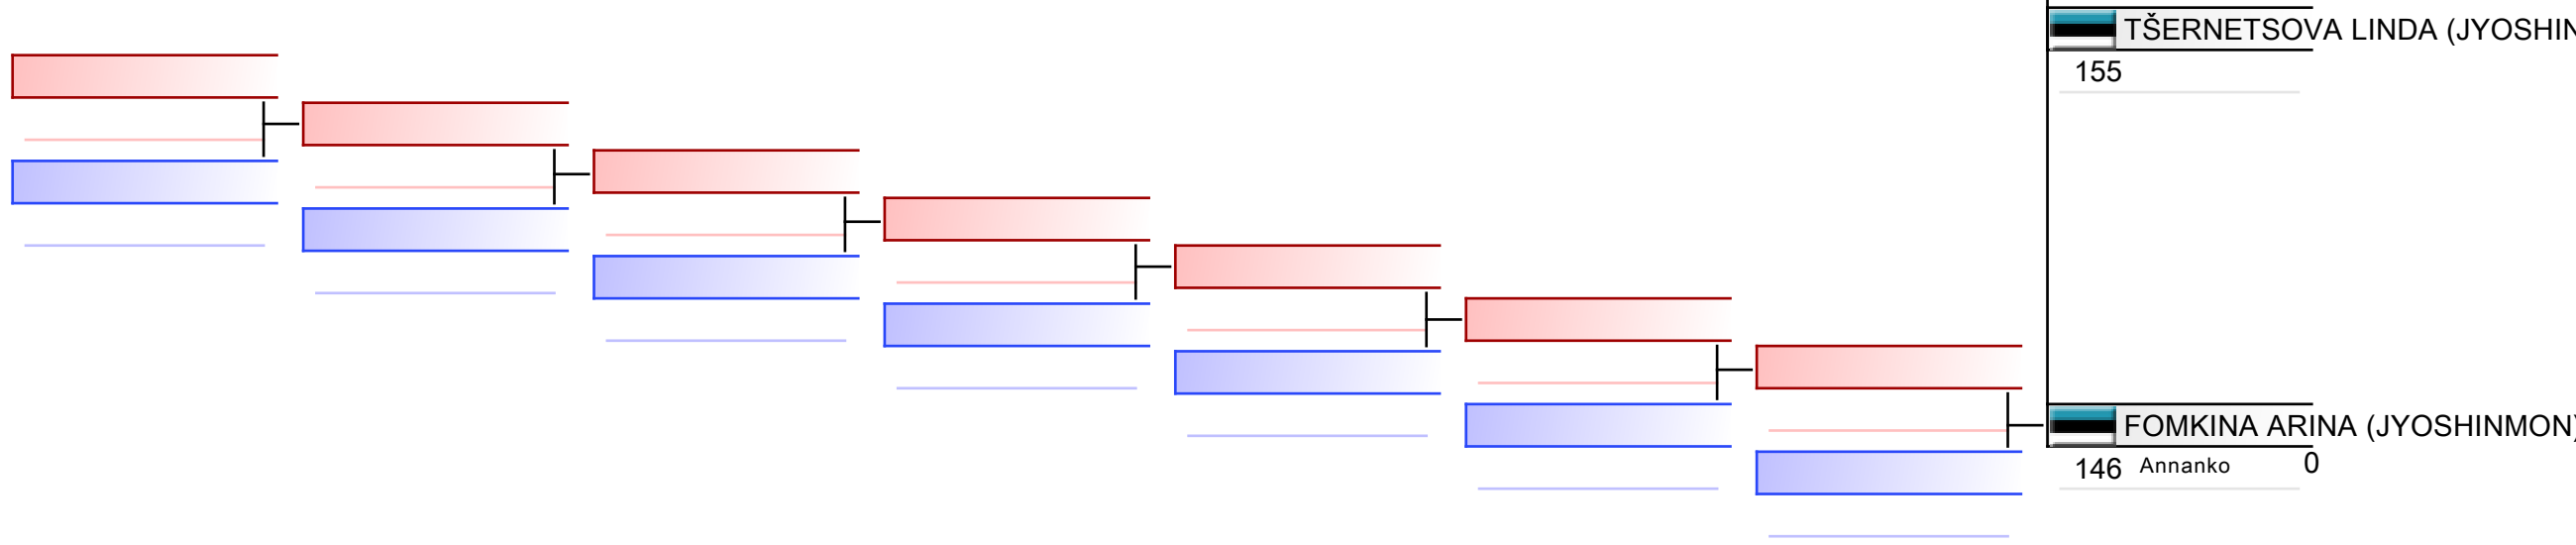 TŠERNETSOVA LINDA (JYOSHIN
155
FOMKINA ARINA (JYOSHINMON)
146 Annanko 0